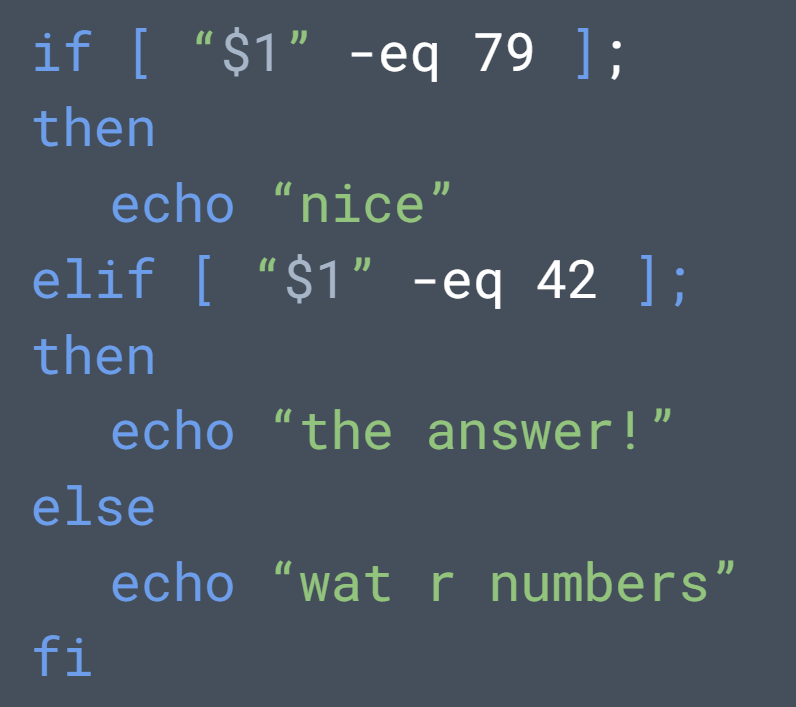 if [ “$1” -eq 79 ];
then
   echo “nice”
elif [ “$1” -eq 42 ];
then
   echo “the answer!”
else
   echo “wat r numbers”
fi